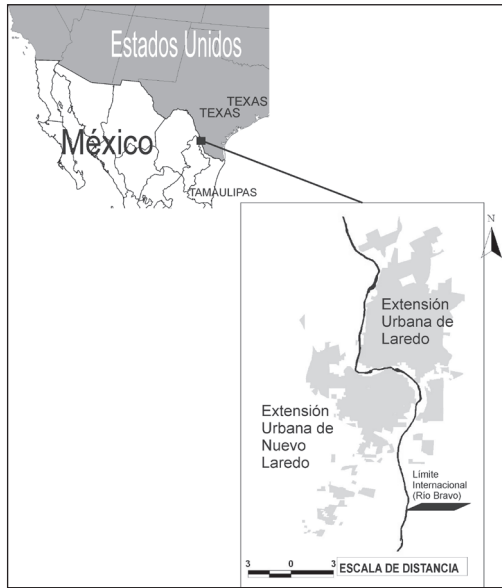 Estados Unidos
TEXAS
TEXAS
México
TAMAULIPAS
N
Extensión
Urbana de
Laredo
Extensión
Urbana de
Nuevo
Laredo
Límite
Internacional
(Río Bravo)
3 0 3
ESCALA DE DISTANCIA